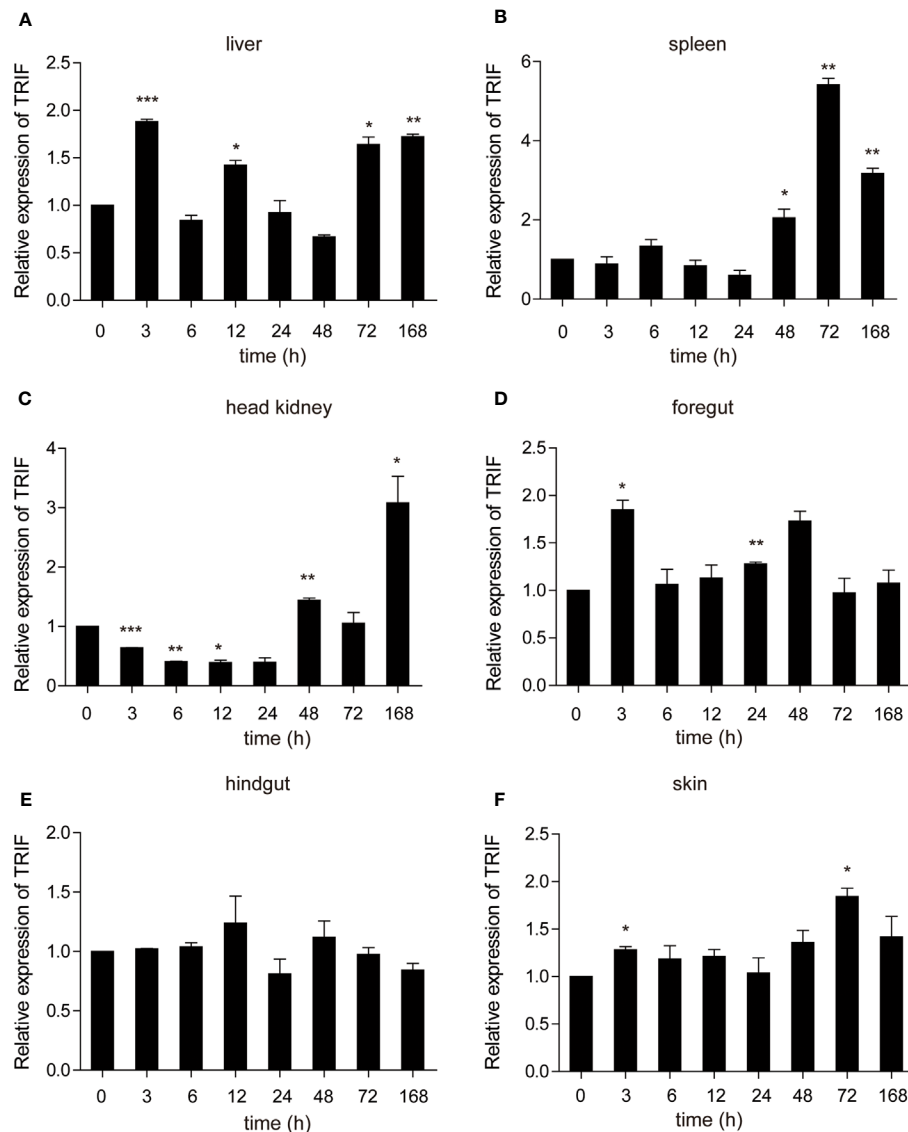 A
liver
Relative expression of TRIF
2.5
2.0
1.5
1.0
0.5
0.0
***
*
*
**
0 3 6 12 24 48 72 168
time (h)
B
spleen
Relative expression of TRIF
6
4
2
0
*
**
**
0 3 6 12 24 48 72 168
time (h)
C
head kidney
Relative expression of TRIF
4
3
2
1
0
***
**
*
**
*
0 3 6 12 24 48 72 168
time (h)
D
foregut
Relative expression of TRIF
2.5
2.0
1.5
1.0
0.5
0.0
*
**
0 3 6 12 24 48 72 168
time (h)
E
hindgut
Relative expression of TRIF
2.0
1.5
1.0
0.5
0.0
0 3 6 12 24 48 72 168
time (h)
F
skin
Relative expression of TRIF
2.5
2.0
1.5
1.0
0.5
0.0
*
*
0 3 6 12 24 48 72 168
time (h)